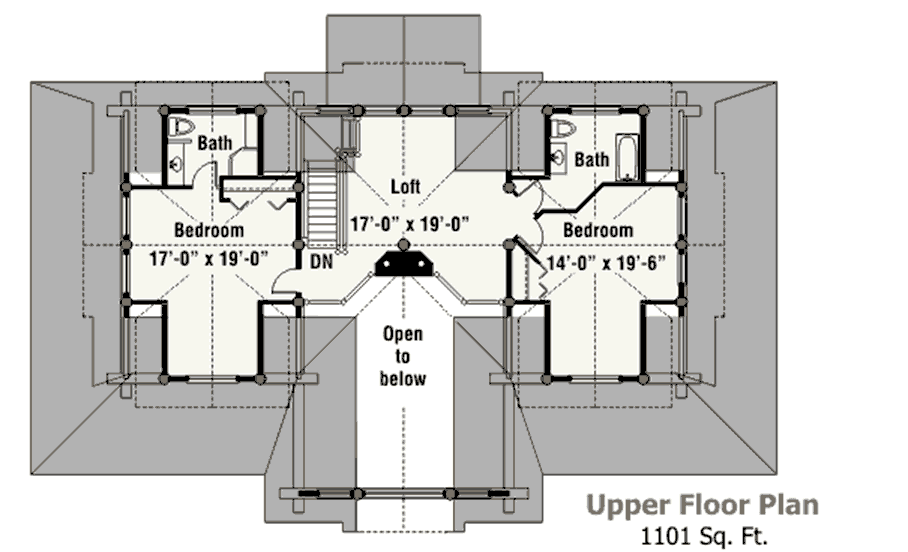 Bath
Loft
17'-0" x 19'-0"
Bath
Bedroom
17'-0" x 19'-0"
DN
Bedroom
14'-0" x 19'-6"
Open
to
below
Upper Floor Plan
1101 Sq. Ft.